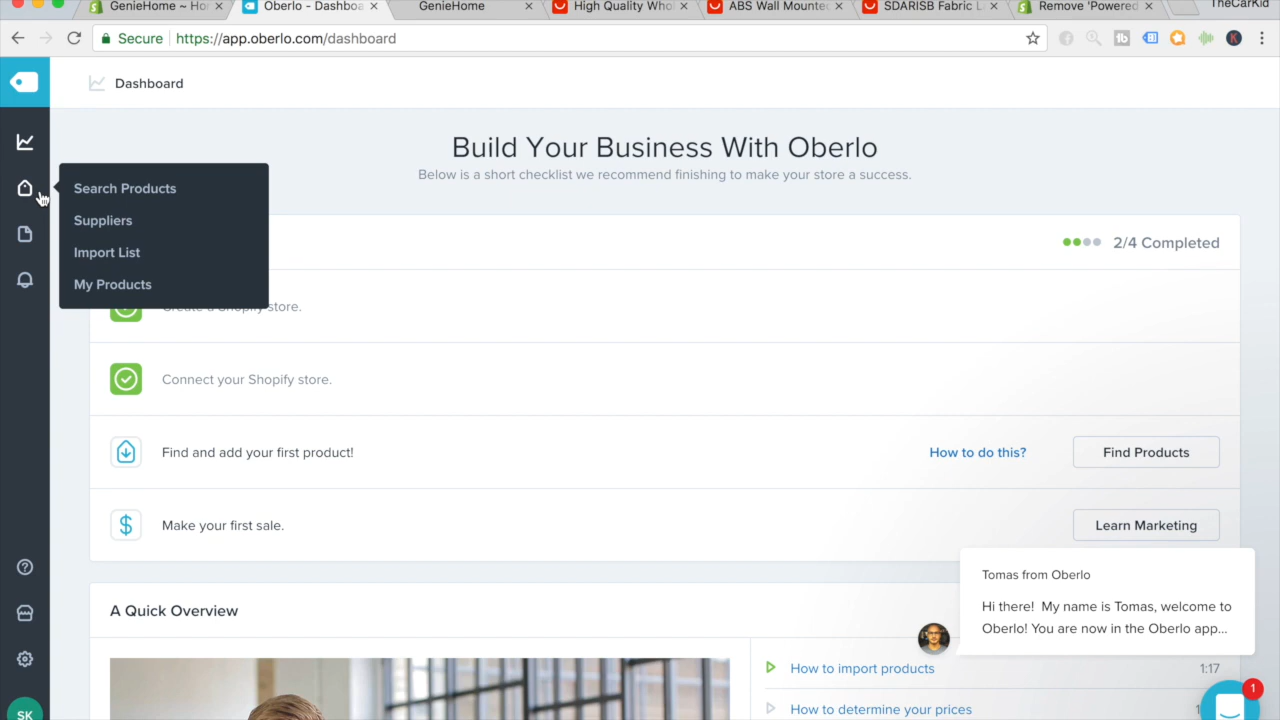 GenieHome ~ Ho
Oberlo - Dashboa
GenieHome
High Quality Whol
ABS Wall Mounted
SDARISB Fabric L
Remove 'Powered
TheCarKid
Secure
https://app.oberlo.com/dashboard
Dashboard
Build Your Business With Oberlo
Below is a short checklist we recommend finishing to make your store a success.
Search Products
Suppliers
Import List
My Products
2/4 Completed
Create a Shopify store.
Connect your Shopify store.
Find and add your first product!
How to do this?
Find Products
Make your first sale.
Learn Marketing
Tomas from Oberlo
Hi there! My name is Tomas, welcome to
Oberlo! You are now in the Oberlo app...
A Quick Overview
How to import products
1:17
How to determine your prices
1
SK
K